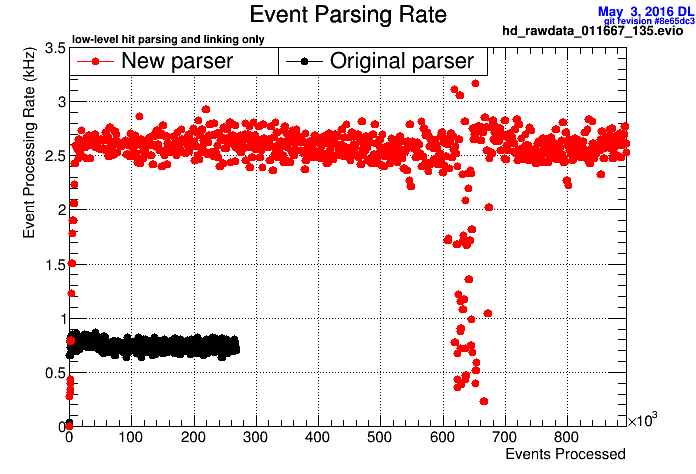 Event Parsing Rate
May 3, 2016 DL
git revision #8e65dc3
hd_rawdata_011667_135.evio
low-level hit parsing and linking only
New parser
Original parser
Event Processing Rate (kHz)
3.5
3
2.5
2
1.5
1
0.5
0
0 100 200 300 400 500 600 700 800
×10³
Events Processed